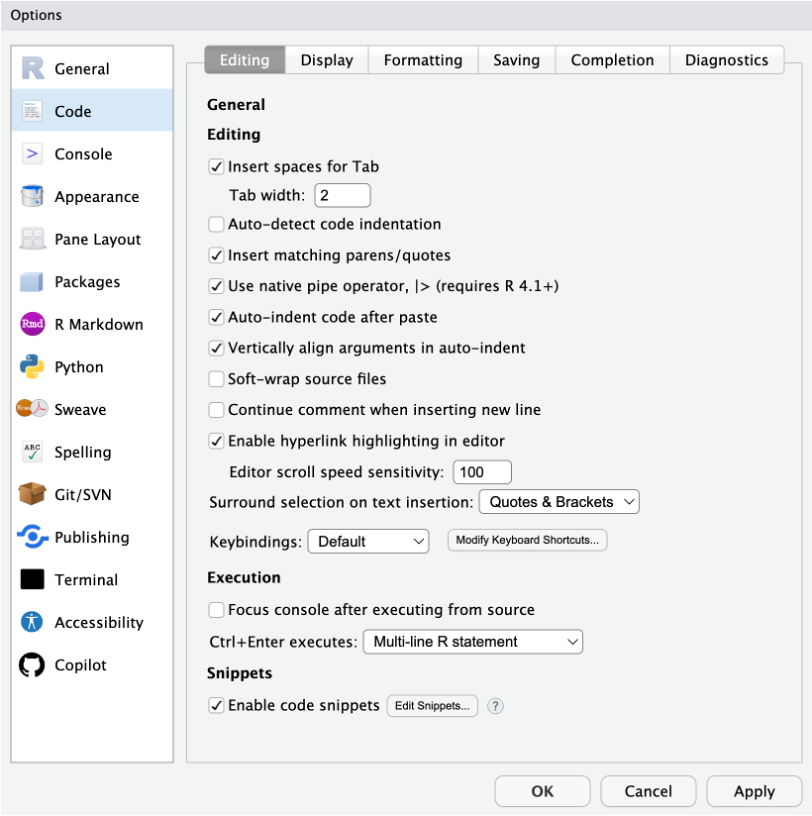 Options
General
Code
Console
Appearance
Pane Layout
Packages
Rmd R Markdown
Python
Sweave
ABC Spelling
Git/SVN
Publishing
Terminal
Accessibility
Copilot
Editing Display Formatting Saving Completion Diagnostics
General
Editing
Insert spaces for Tab
Tab width: 2
Auto-detect code indentation
Insert matching parens/quotes
Use native pipe operator, |> (requires R 4.1+)
Auto-indent code after paste
Vertically align arguments in auto-indent
Soft-wrap source files
Continue comment when inserting new line
Enable hyperlink highlighting in editor
Editor scroll speed sensitivity: 100
Surround selection on text insertion: Quotes & Brackets
Keybindings: Default Modify Keyboard Shortcuts...
Execution
Focus console after executing from source
Ctrl+Enter executes: Multi-line R statement
Snippets
Enable code snippets Edit Snippets... ?
OK Cancel Apply